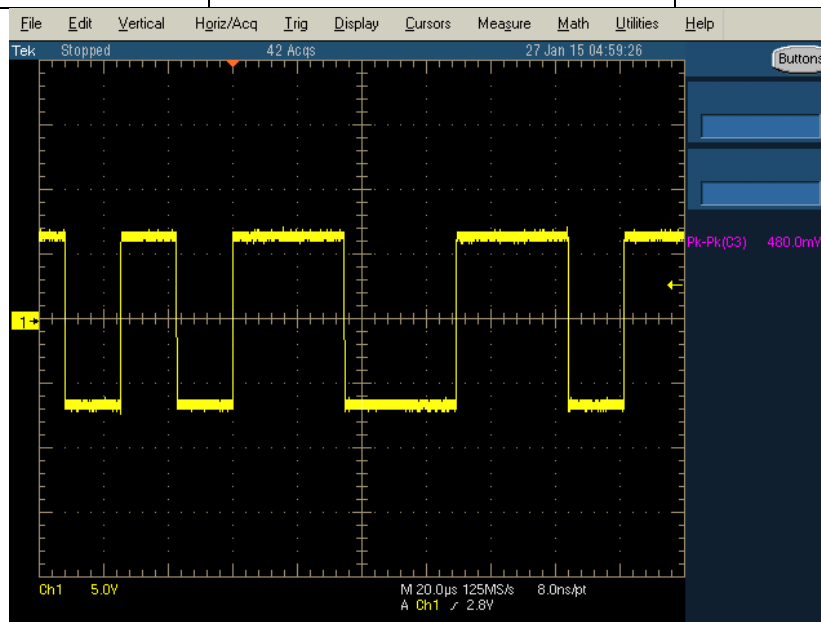 File Edit Vertical Horiz/Acq Trig Display Cursors Measure Math Utilities Help
Tek Stopped 42 Acqs 27 Jan 15 04:59:26
Buttons
Pk-Pk(C3) 480.0mV
1
Ch1 5.0V M 20.0µs 125MS/s 8.0ns/pt
A Ch1 2.8V